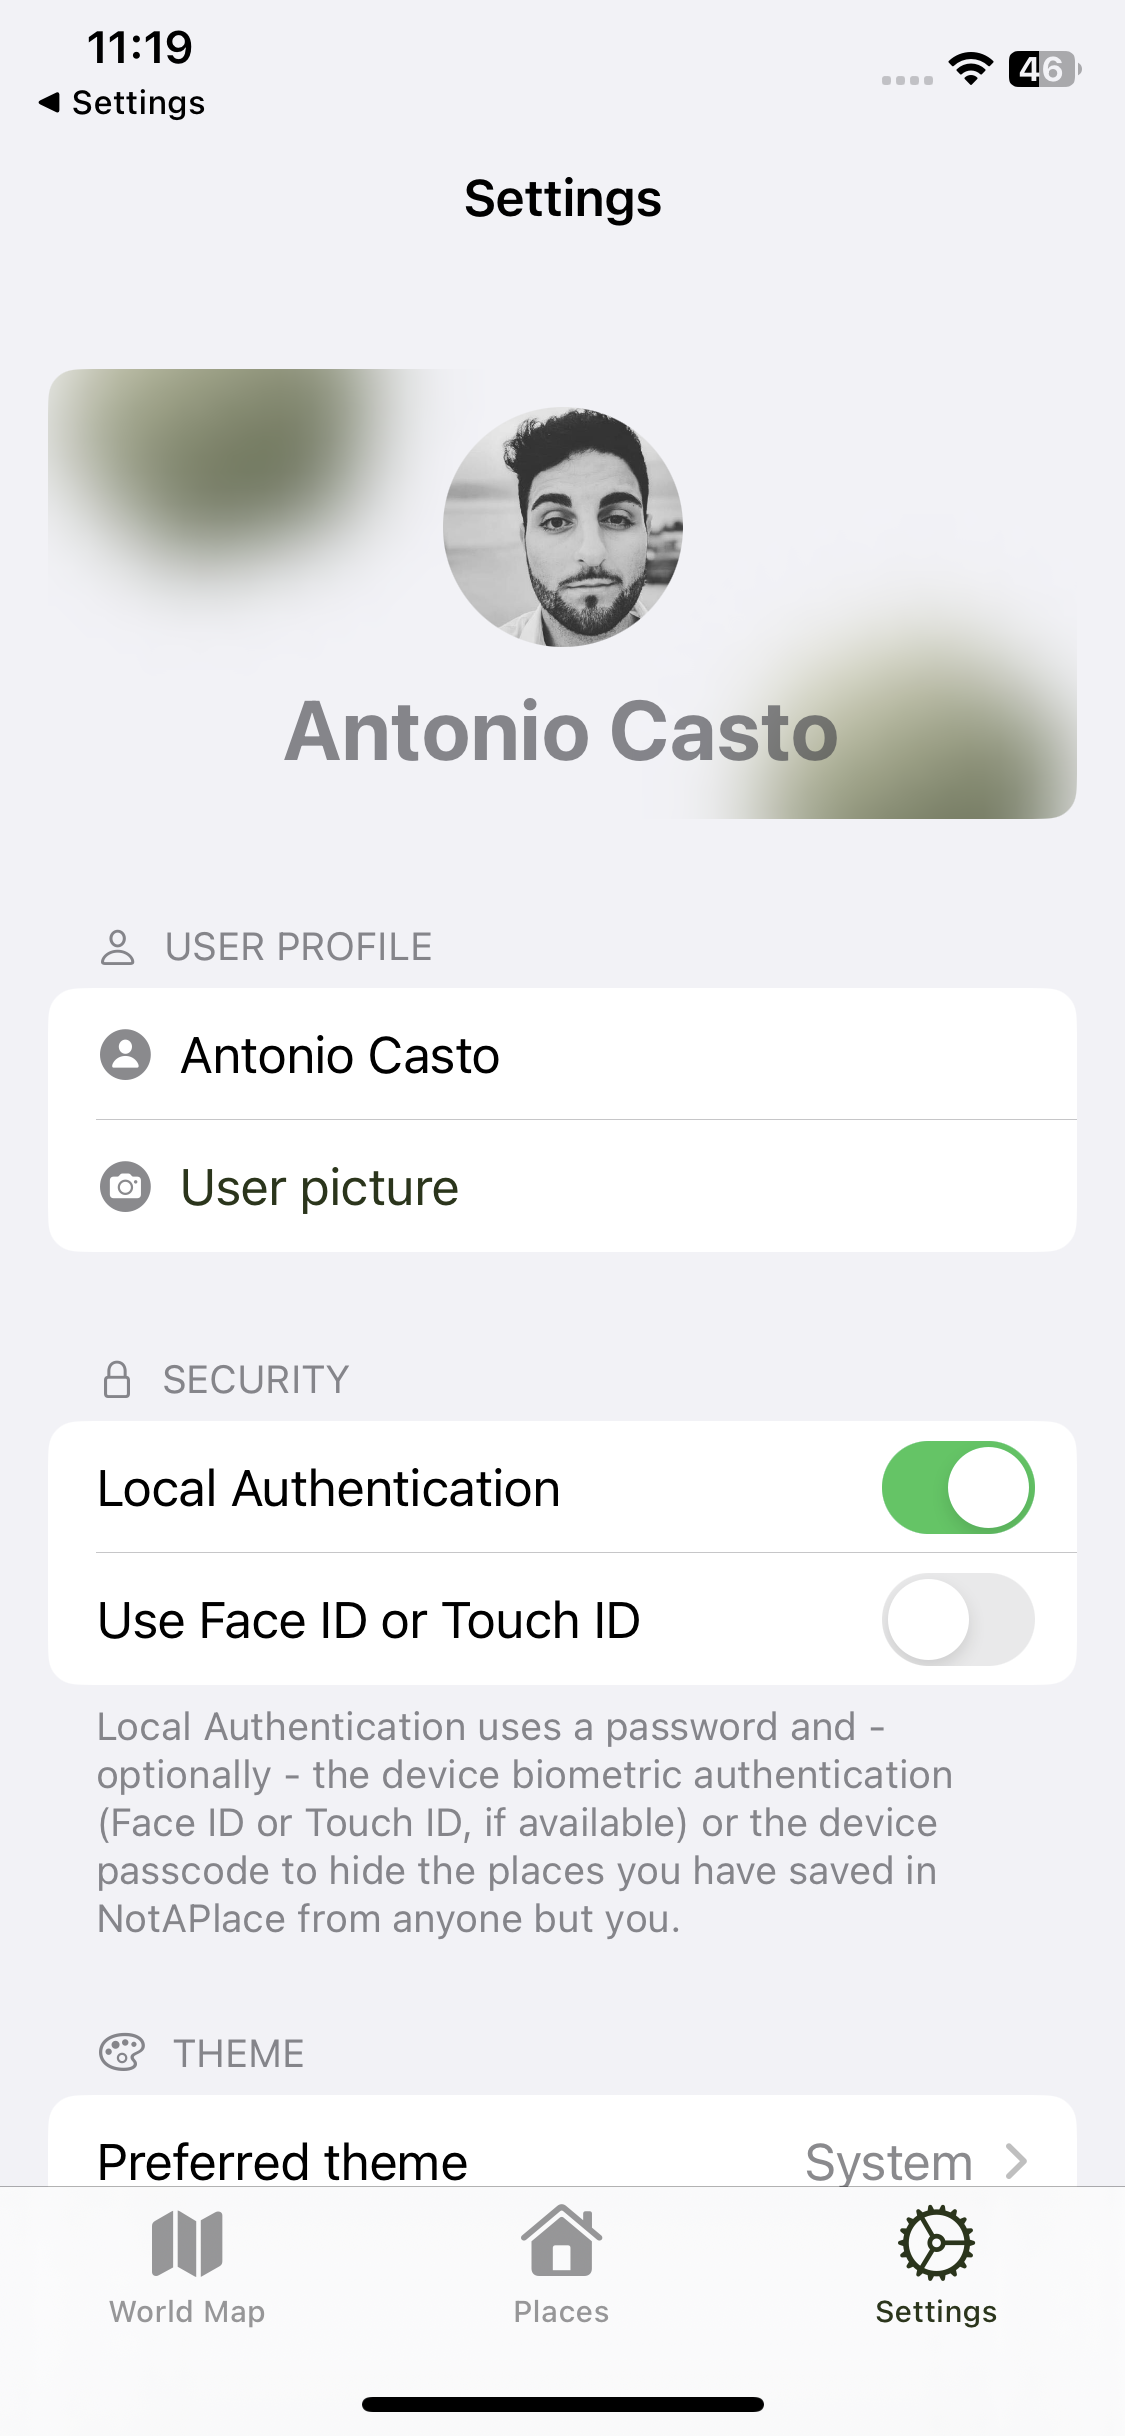 11:19
46
Settings
Settings
Antonio Casto
USER PROFILE
Antonio Casto
User picture
SECURITY
Local Authentication
Use Face ID or Touch ID
Local Authentication uses a password and -
optionally - the device biometric authentication
(Face ID or Touch ID, if available) or the device
passcode to hide the places you have saved in
NotAPlace from anyone but you.
THEME
Preferred theme System
World Map Places Settings